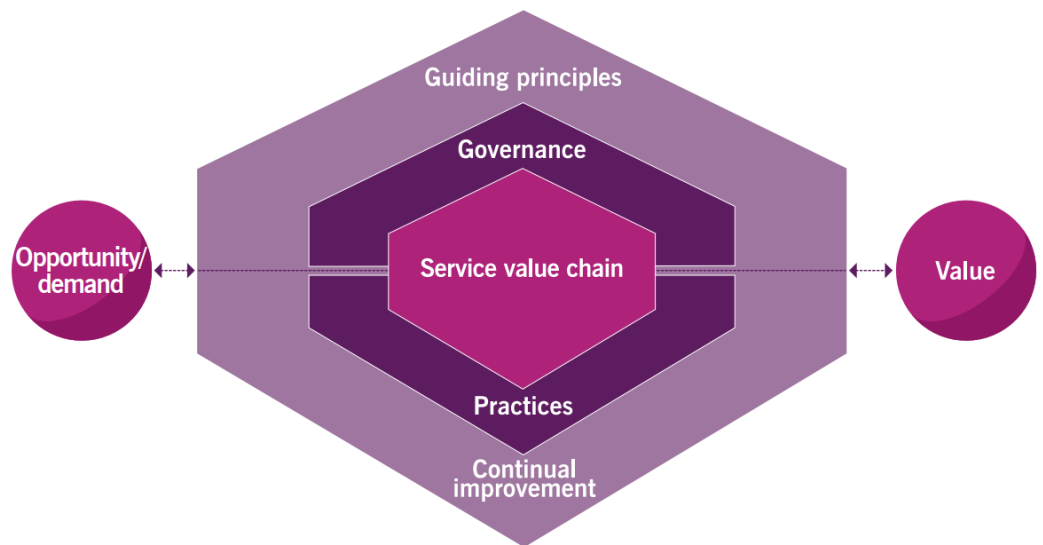 Guiding principles
Governance
Opportunity/
demand
Service value chain
Value
Practices
Continual
improvement